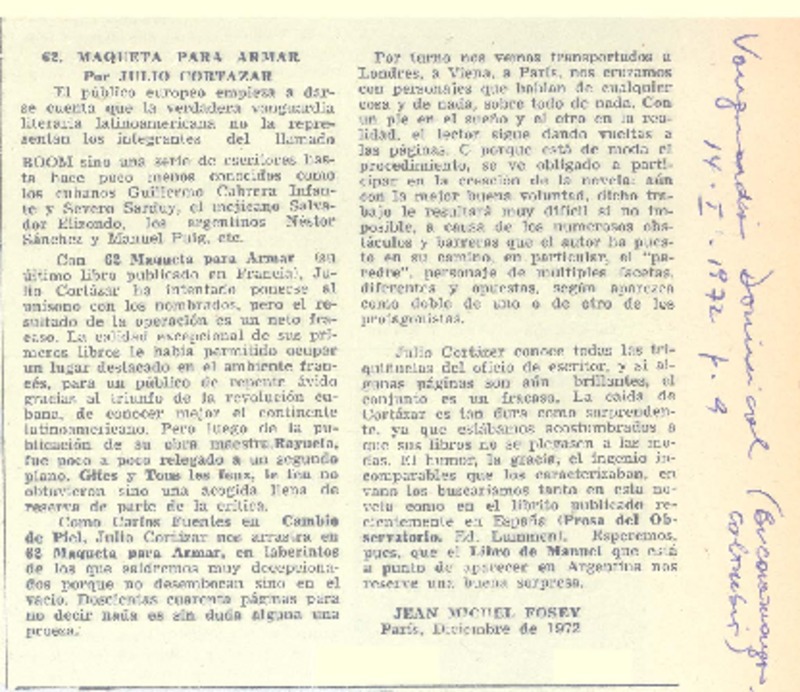 62. MAQUETA PARA ARMAR
Por JULIO CORTAZAR
El público europeo empieza a dar-
se cuenta que la verdadera vanguardia
literaria latinoamericana no la repre-
sentan los integrantes del llamado
BOOM sino una serie de escritores has-
ta hace poco menos conocidos como
los cubanos Guillermo Cabrera Infan-
te y Severo Sarduy, el mejicano Salva-
dor Elizondo, los argentinos Néstor
Sánchez y Manuel Puig, etc.
Con 62 Maqueta para Armar (su
último libro publicado en Francia), Ju-
lio Cortázar ha intentado ponerse al
unísono con los nombrados, pero el re-
sultado de la operación es un neto fra-
caso. La calidad excepcional de sus pri-
meros libros le había permitido ocupar
un lugar destacado en el ambiente fran-
cés, para un público de repente ávido
gracias al triunfo de la revolución cu-
bana, de conocer mejor el continente
latinoamericano. Pero luego de la pu-
blicación de su obra maestra Rayuela,
fue poco a poco relegado a un segundo
plano. Gites y Tous les feux, le feu no
obtuvieron sino una acogida llena de
reserva de parte de la crítica.
Como Carlos Fuentes en Cambio
de Piel, Julio Cortázar nos arrastra en
62 Maqueta para Armar, en laberintos
de los que saldremos muy decepciona-
dos porque no desembocan sino en el
vacío. Doscientas cuarenta páginas para
no decir nada es sin duda alguna una
proeza.
Por turno nos vemos transportados a
Londres, a Viena, a París, nos cruzamos
con personajes que hablan de cualquier
cosa y de nada, sobre todo de nada. Con
un pie en el sueño y el otro en la rea-
lidad, el lector sigue dando vueltas a
las páginas. O porque está de moda el
procedimiento, se ve obligado a parti-
cipar en la creación de la novela: aún
con la mejor buena voluntad, dicho tra-
bajo le resultará muy difícil si no im-
posible, a causa de los numerosos obs-
táculos y barreras que el autor ha pues-
to en su camino, en particular, el "pa-
redre", personaje de múltiples facetas,
diferentes y opuestas, según aparezca
como doble de uno o de otro de los
protagonistas.
Julio Cortázar conoce todas las tri-
quiñuelas del oficio de escritor, y si al-
gunas páginas son aún brillantes, el
conjunto es un fracaso. La caída de
Cortázar es tan dura como sorprenden-
te, ya que estábamos acostumbrados a
que sus libros no se plegasen a las mo-
das. El humor, la gracia, el ingenio in-
comparables que los caracterizaban, en
vano los buscaríamos tanto en esta no-
vela como en el librito publicado re-
cientemente en España (Prosa del Ob-
servatorio. Ed. Lummen). Esperemos,
pues, que el Libro de Manuel que está
a punto de aparecer en Argentina nos
reserve una buena sorpresa.
JEAN MICHEL FOSEY
París, Diciembre de 1972
Vanguardia Dominical (Bucaramanga
Colombia)
14. I. 1972 p. 9